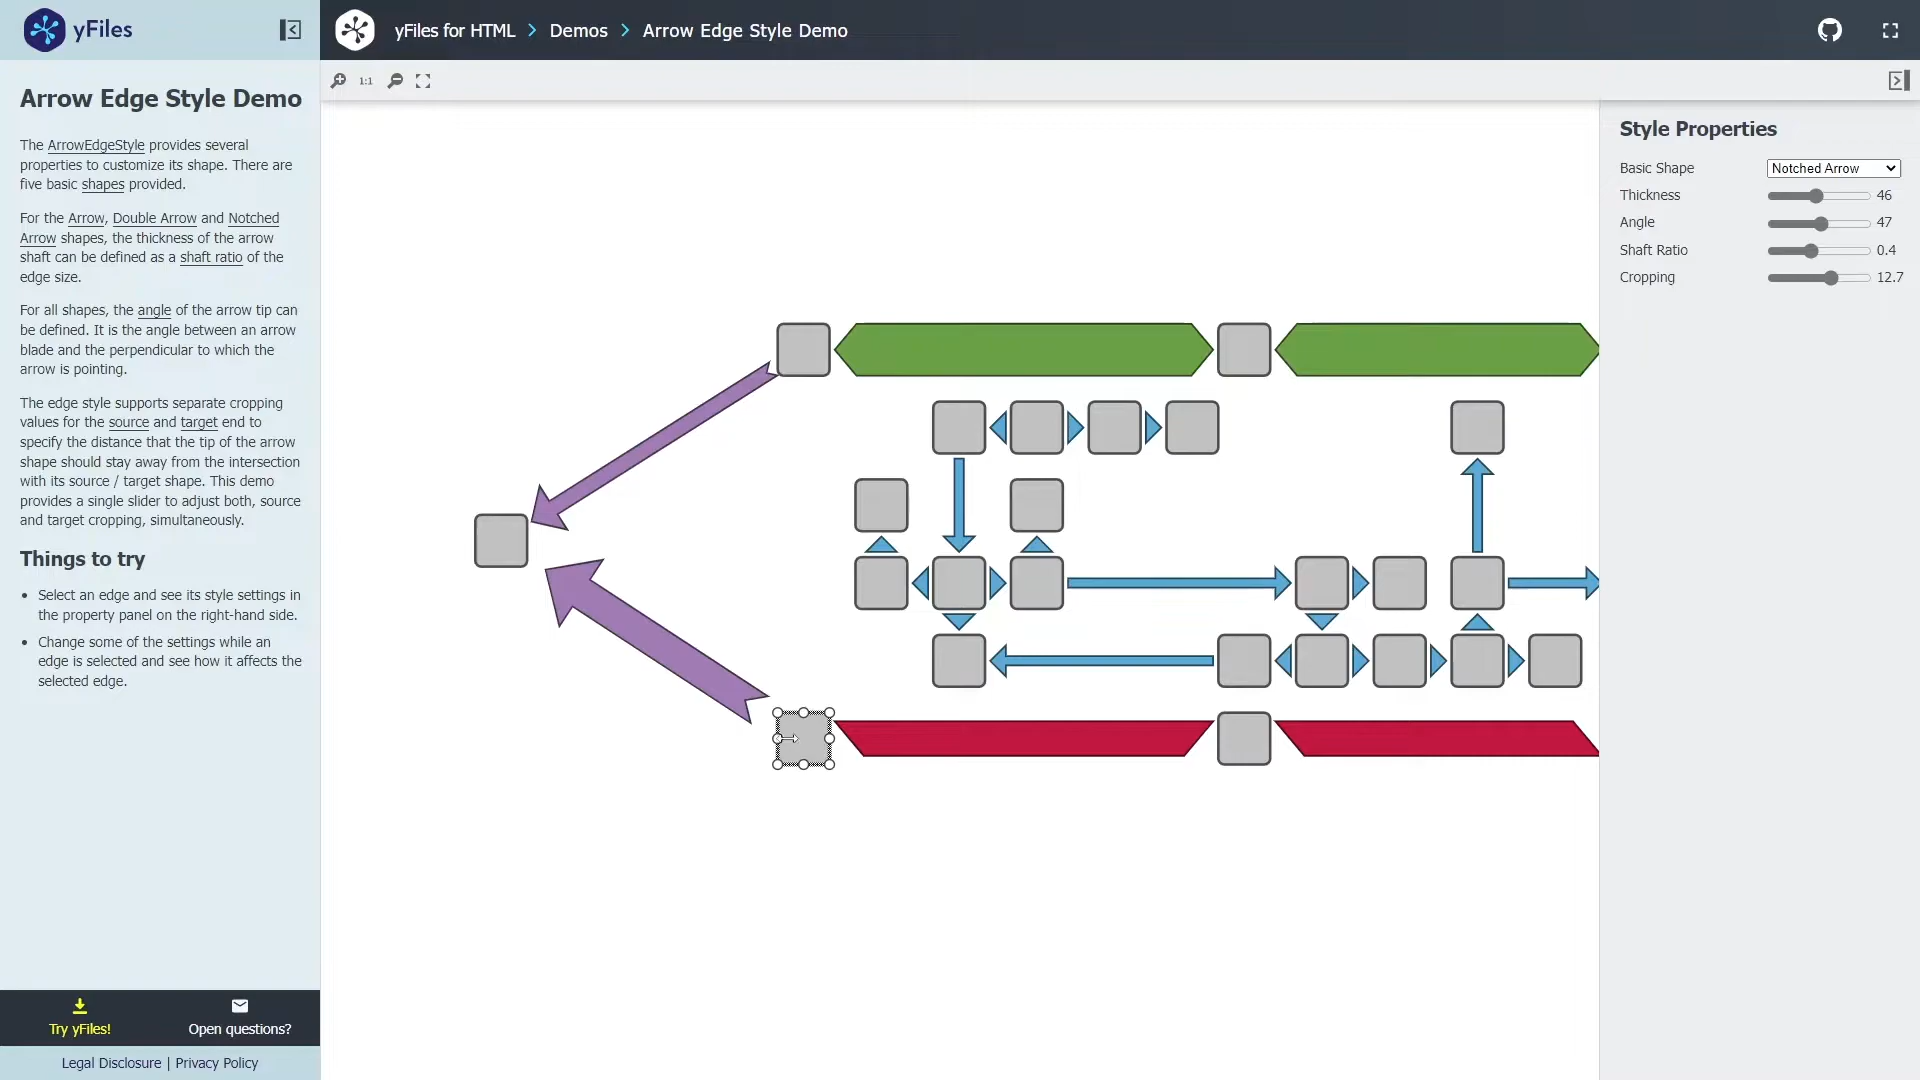 yFiles
yFiles for HTML
Demos
Arrow Edge Style Demo
1:1
Arrow Edge Style Demo
The ArrowEdgeStyle provides several
properties to customize its shape. There are
five basic shapes provided.
For the Arrow, Double Arrow and Notched
Arrow shapes, the thickness of the arrow
shaft can be defined as a shaft ratio of the
edge size.
For all shapes, the angle of the arrow tip can
be defined. It is the angle between an arrow
blade and the perpendicular to which the
arrow is pointing.
The edge style supports separate cropping
values for the source and target end to
specify the distance that the tip of the arrow
shape should stay away from the intersection
with its source / target shape. This demo
provides a single slider to adjust both, source
and target cropping, simultaneously.
Things to try
• Select an edge and see its style settings in
the property panel on the right-hand side.
• Change some of the settings while an
edge is selected and see how it affects the
selected edge.
Try yFiles!
Open questions?
Legal Disclosure | Privacy Policy
Style Properties
Basic Shape Notched Arrow
Thickness 46
Angle 47
Shaft Ratio 0.4
Cropping 12.7